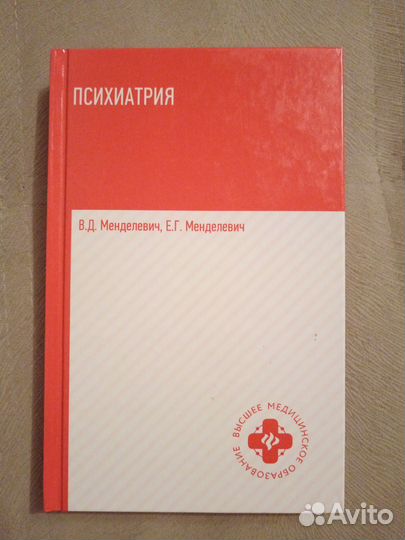 ПСИХИАТРИЯ
В.Д. Менделевич, Е.Г. Менделевич
ВЫСШЕЕ МЕДИЦИНСКОЕ ОБРАЗОВАНИЕ
Avito